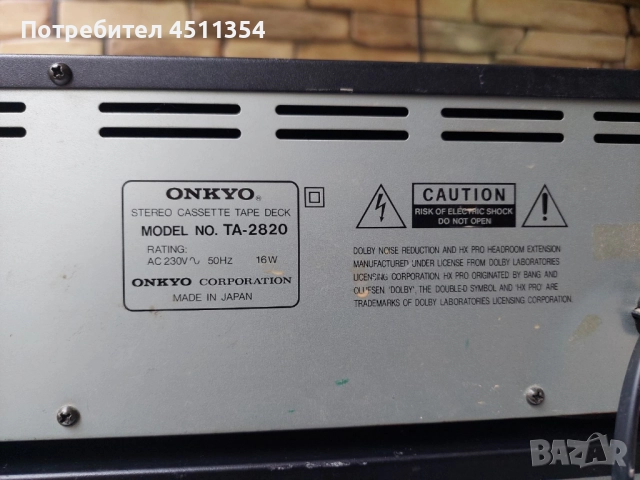 Потребител 4511354
ONKYO®
STEREO CASSETTE TAPE DECK
MODEL NO. TA-2820
RATING:
AC 230V∿ 50HZ 16W
ONKYO CORPORATION
MADE IN JAPAN
CAUTION
RISK OF ELECTRIC SHOCK
DO NOT OPEN
DOLBY NOISE REDUCTION AND HX PRO HEADROOM EXTENSION
MANUFACTURED UNDER LICENSE FROM DOLBY LABORATORIES
LICENSING CORPORATION. HX PRO ORIGINATED BY BANG AND
OLUFSEN. 'DOLBY', THE DOUBLE-D SYMBOL AND 'HX PRO' ARE
TRADEMARKS OF DOLBY LABORATORIES LICENSING CORPORATION.
BAZAR